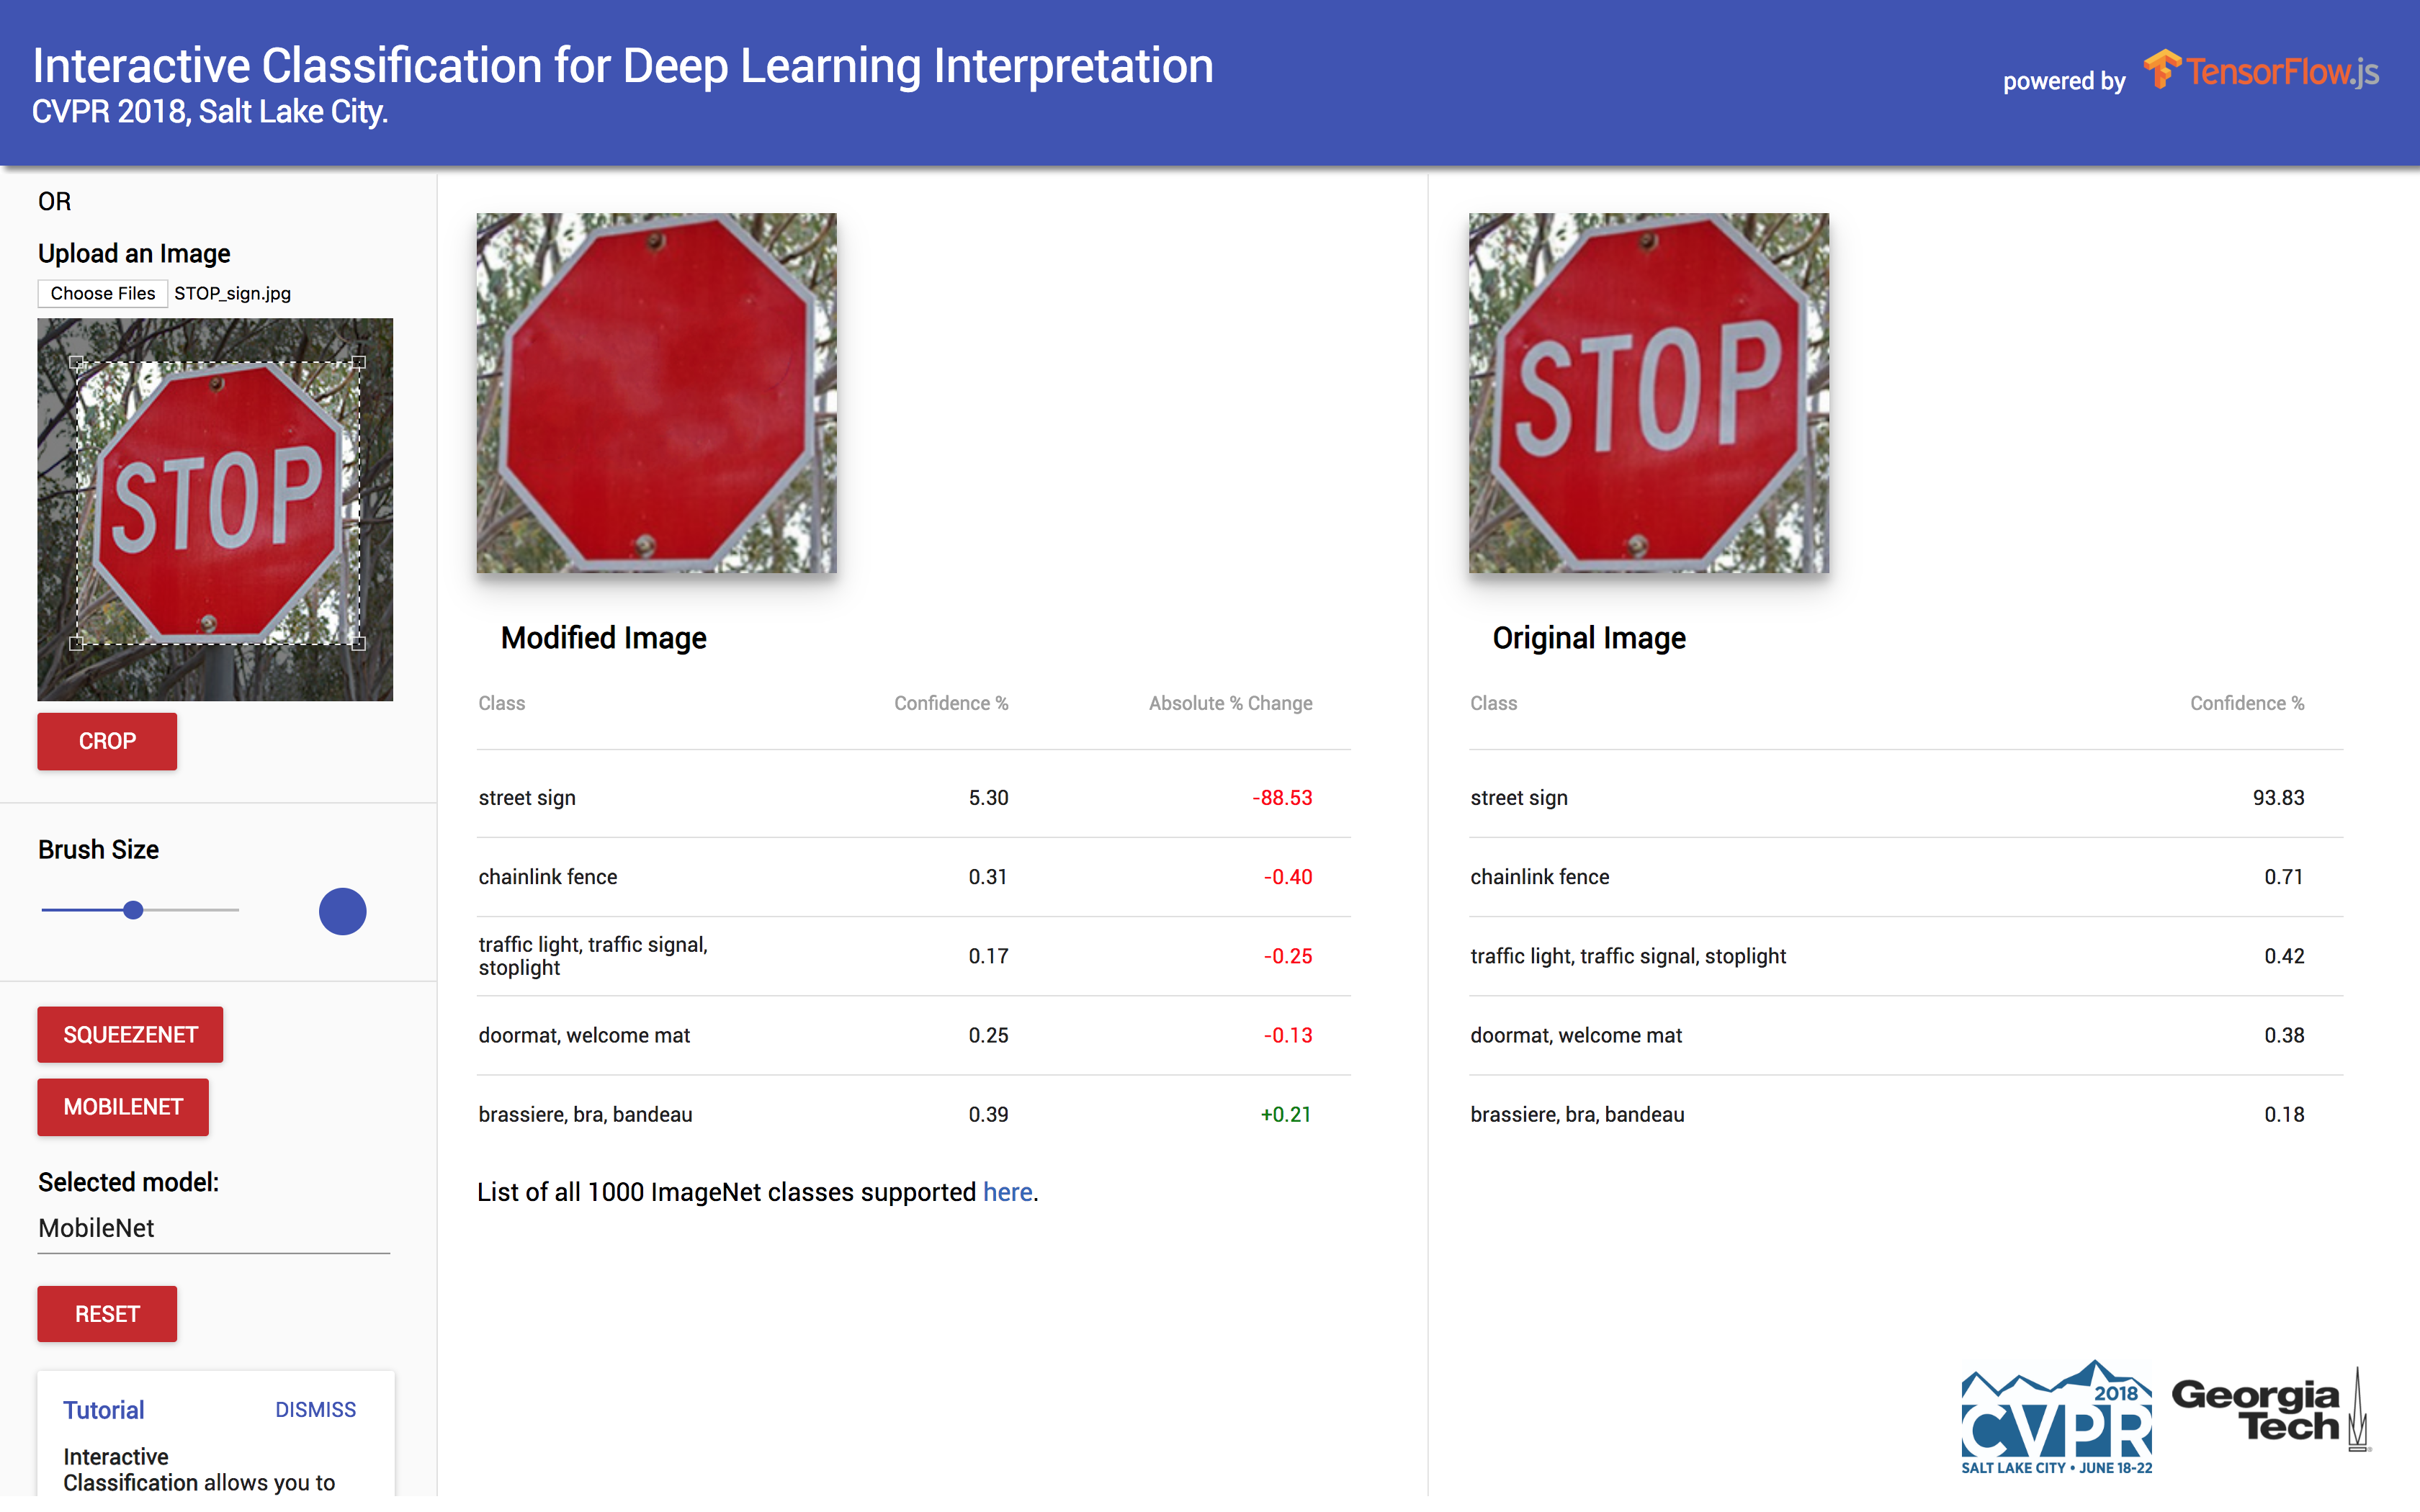 Interactive Classification for Deep Learning Interpretation
CVPR 2018, Salt Lake City.
powered by TensorFlow.js
OR
Upload an Image
Choose Files STOP_sign.jpg
STOP
CROP
Brush Size
SQUEEZENET
MOBILENET
Selected model:
MobileNet
RESET
Tutorial DISMISS
Interactive
Classification allows you to
Modified Image
Class Confidence % Absolute % Change
street sign 5.30 -88.53
chainlink fence 0.31 -0.40
traffic light, traffic signal,
stoplight 0.17 -0.25
doormat, welcome mat 0.25 -0.13
brassiere, bra, bandeau 0.39 +0.21
List of all 1000 ImageNet classes supported here.
STOP
Original Image
Class Confidence %
street sign 93.83
chainlink fence 0.71
traffic light, traffic signal, stoplight 0.42
doormat, welcome mat 0.38
brassiere, bra, bandeau 0.18
2018
CVPR
SALT LAKE CITY • JUNE 18-22
Georgia
Tech